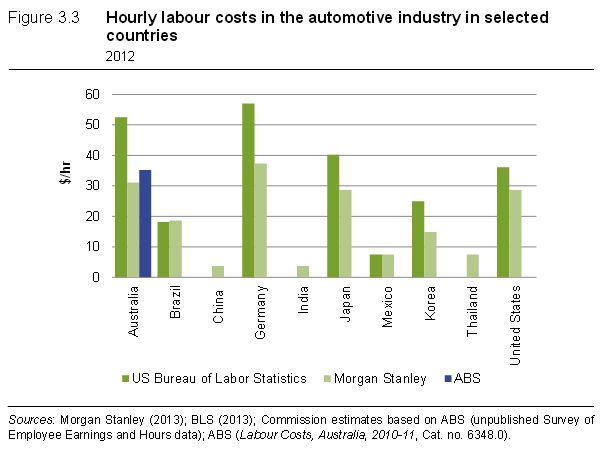 Figure 3.3 Hourly labour costs in the automotive industry in selected
countries
2012
60
50
40
30
20
10
0
$/hr
Australia
Brazil
China
Germany
India
Japan
Mexico
Korea
Thailand
United States
US Bureau of Labor Statistics Morgan Stanley ABS
Sources: Morgan Stanley (2013); BLS (2013); Commission estimates based on ABS (unpublished Survey of
Employee Earnings and Hours data); ABS (Labour Costs, Australia, 2010-11, Cat. no. 6348.0).